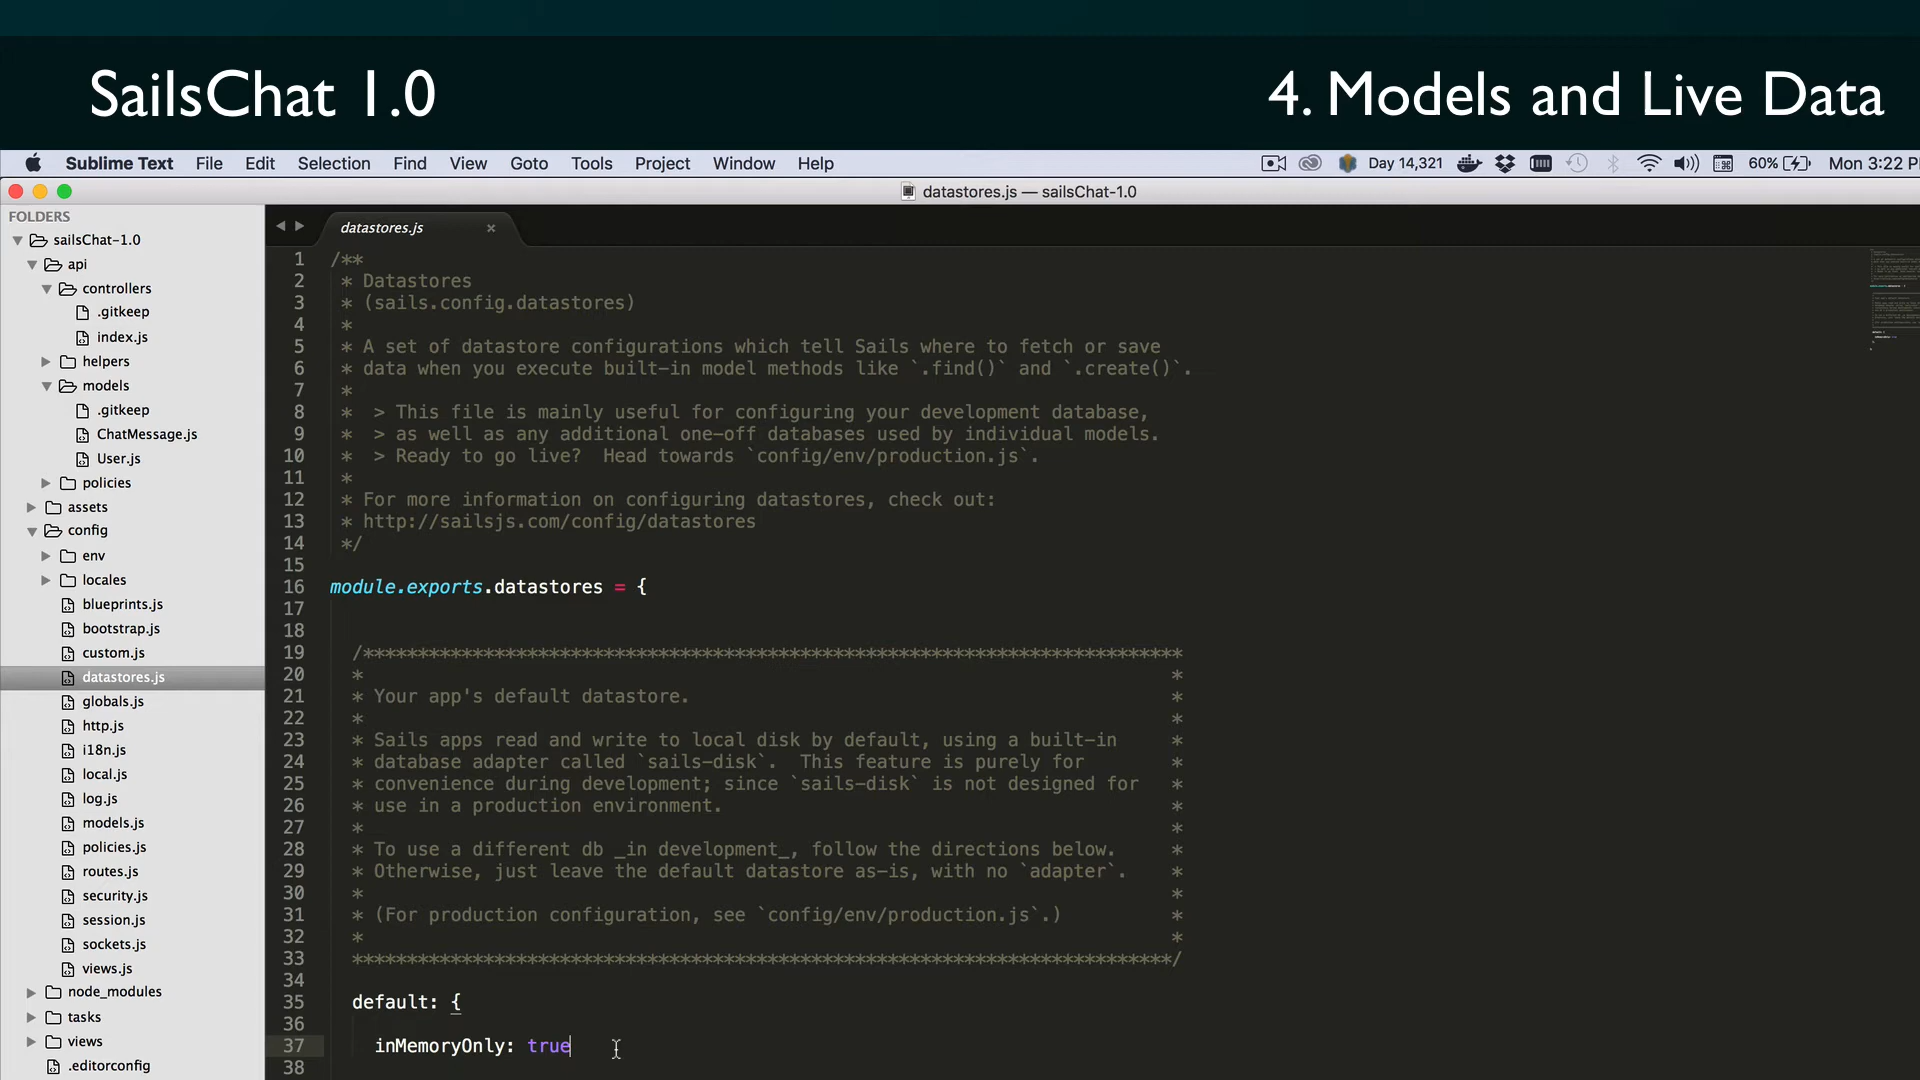 SailsChat 1.0
4. Models and Live Data
Sublime Text File Edit Selection Find View Goto Tools Project Window Help Day 14,321 60% Mon 3:22 P
datastores.js — sailsChat-1.0
FOLDERS
sailsChat-1.0
api
controllers
.gitkeep
index.js
helpers
models
.gitkeep
ChatMessage.js
User.js
policies
assets
config
env
locales
blueprints.js
bootstrap.js
custom.js
datastores.js
globals.js
http.js
i18n.js
local.js
log.js
models.js
policies.js
routes.js
security.js
session.js
sockets.js
views.js
node_modules
tasks
views
.editorconfig
datastores.js ×
1 /**
2 * Datastores
3 * (sails.config.datastores)
4 *
5 * A set of datastore configurations which tell Sails where to fetch or save
6 * data when you execute built-in model methods like `.find()` and `.create()`.
7 *
8 * > This file is mainly useful for configuring your development database,
9 * > as well as any additional one-off databases used by individual models.
10 * > Ready to go live?  Head towards `config/env/production.js`.
11 *
12 * For more information on configuring datastores, check out:
13 * http://sailsjs.com/config/datastores
14 */
15
16 module.exports.datastores = {
17
18
19 /***************************************************************************
20 * *
21 * Your app's default datastore. *
22 * *
23 * Sails apps read and write to local disk by default, using a built-in *
24 * database adapter called `sails-disk`.  This feature is purely for *
25 * convenience during development; since `sails-disk` is not designed for *
26 * use in a production environment. *
27 * *
28 * To use a different db _in development_, follow the directions below. *
29 * Otherwise, just leave the default datastore as-is, with no `adapter`. *
30 * *
31 * (For production configuration, see `config/env/production.js`.) *
32 * *
33 ***************************************************************************/
34
35 default: {
36
37 inMemoryOnly: true
38